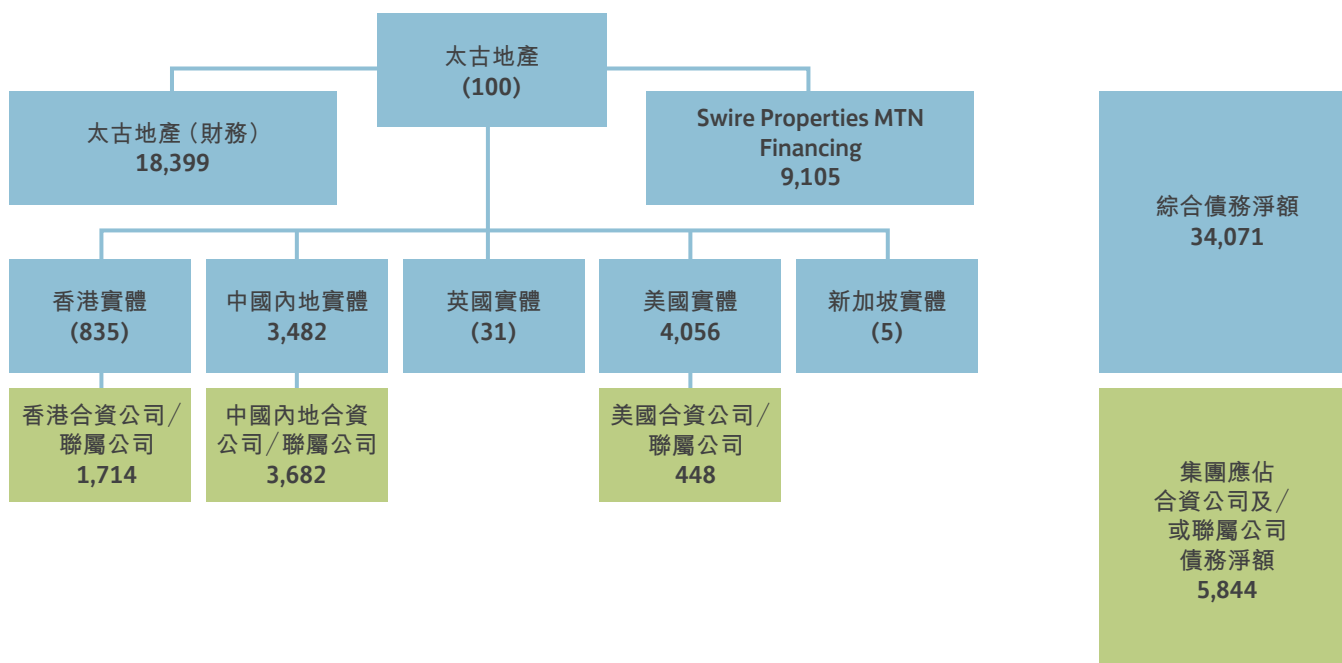 太古地產
(100)
太古地產（財務）
18,399
Swire Properties MTN
Financing
9,105
香港實體
(835)
中國內地實體
3,482
英國實體
(31)
美國實體
4,056
新加坡實體
(5)
香港合資公司/
聯屬公司
1,714
中國內地合資
公司/聯屬公司
3,682
美國合資公司/
聯屬公司
448
綜合債務淨額
34,071
集團應佔
合資公司及/
或聯屬公司
債務淨額
5,844